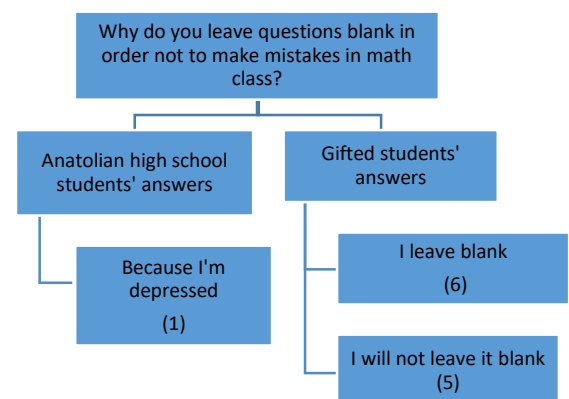 Why do you leave questions blank in
order not to make mistakes in math
class?
Anatolian high school
students' answers
Gifted students'
answers
Because I'm
depressed
(1)
I leave blank
(6)
I will not leave it blank
(5)